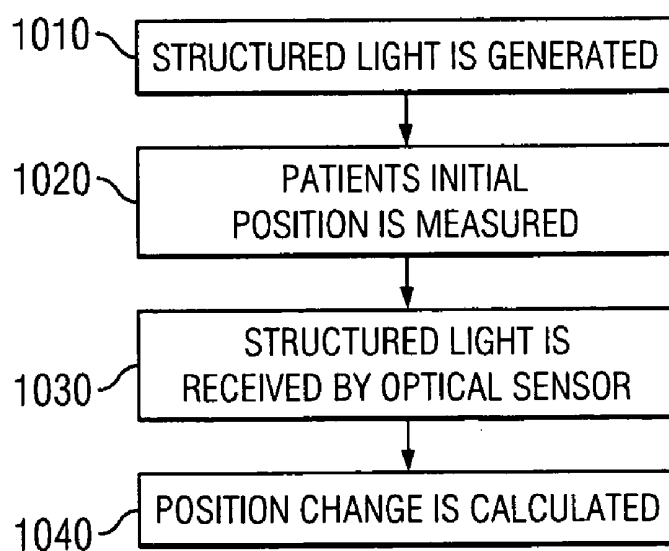 1010
STRUCTURED LIGHT IS GENERATED
1020
PATIENTS INITIAL
POSITION IS MEASURED
1030
STRUCTURED LIGHT IS
RECEIVED BY OPTICAL SENSOR
1040
POSITION CHANGE IS CALCULATED